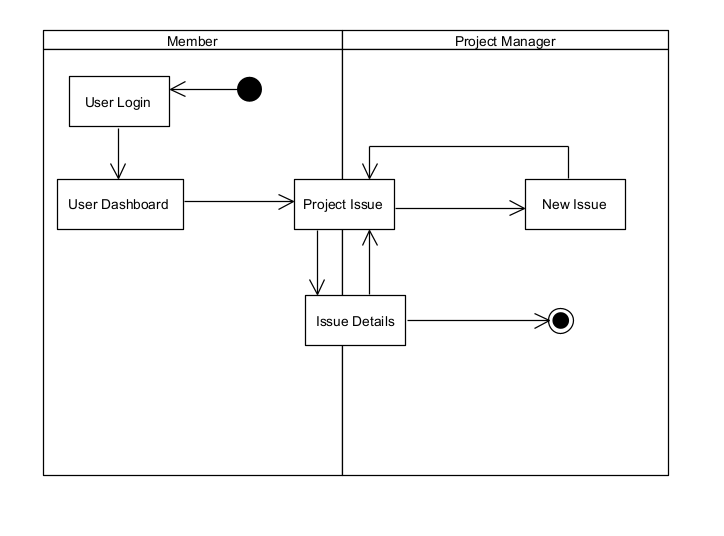 Member
Project Manager
User Login
User Dashboard
Project Issue
New Issue
Issue Details